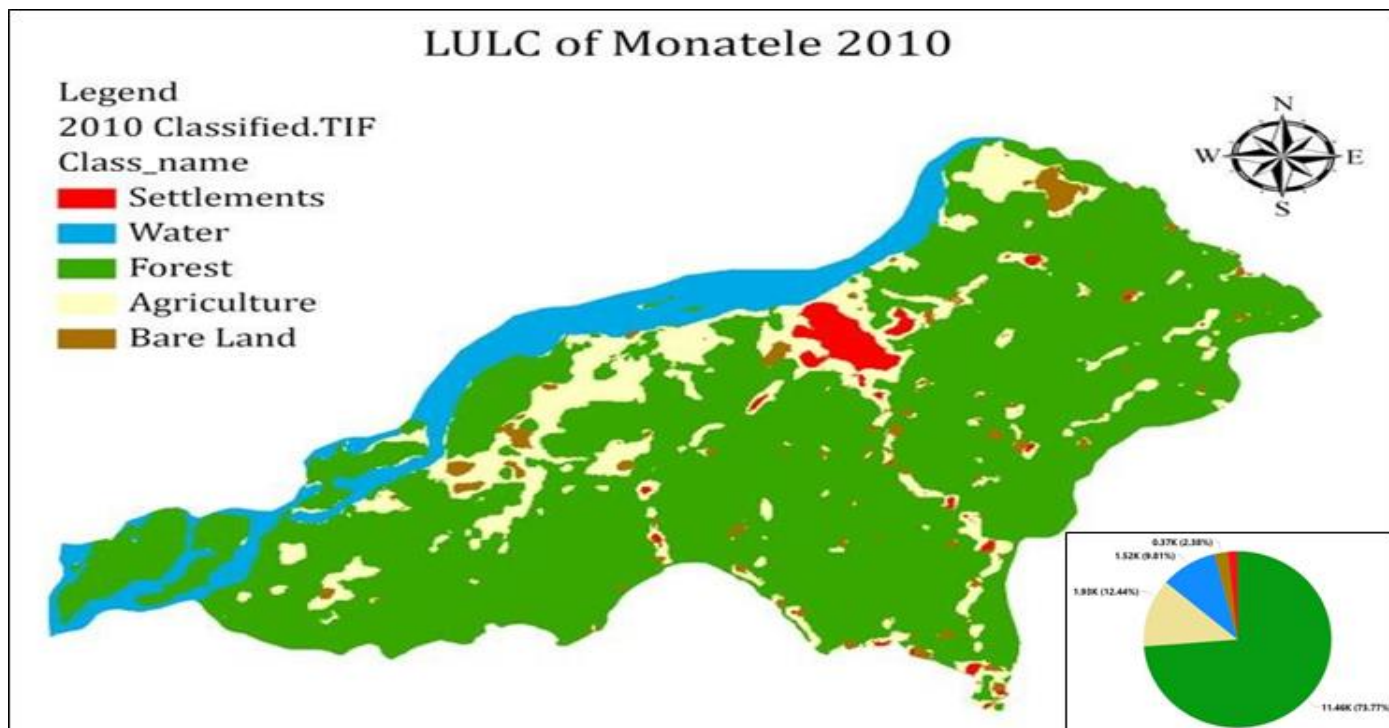 LULC of Monatele 2010
Legend
2010 Classified.TIF
Class_name
Settlements
Water
Forest
Agriculture
Bare Land
N
W
E
S
0.37K (2.38%)
1.52K (9.81%)
1.93K (12.44%)
11.46K (73.77%)